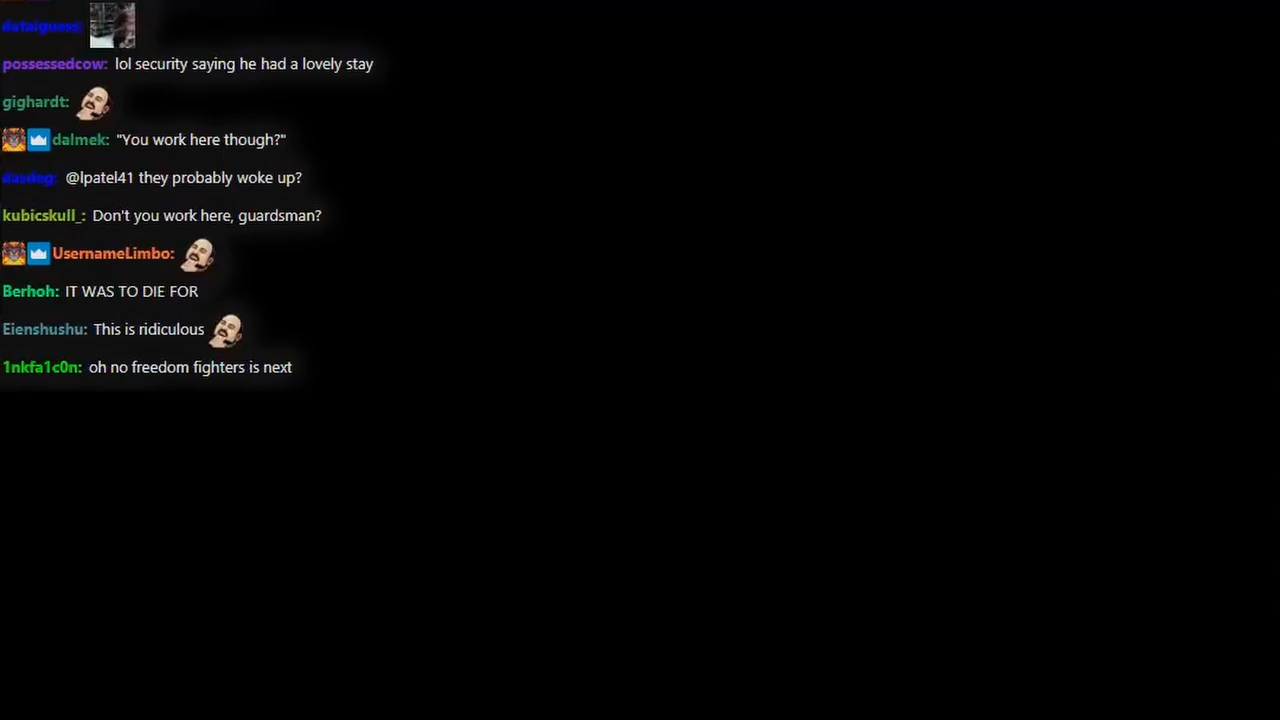 dataiguess:
possessedcow: lol security saying he had a lovely stay
gighardt:
dalmek: "You work here though?"
dasdeg: @lpatel41 they probably woke up?
kubicskull_: Don't you work here, guardsman?
UsernameLimbo:
Berhoh: IT WAS TO DIE FOR
Eienshushu: This is ridiculous
1nkfa1c0n: oh no freedom fighters is next